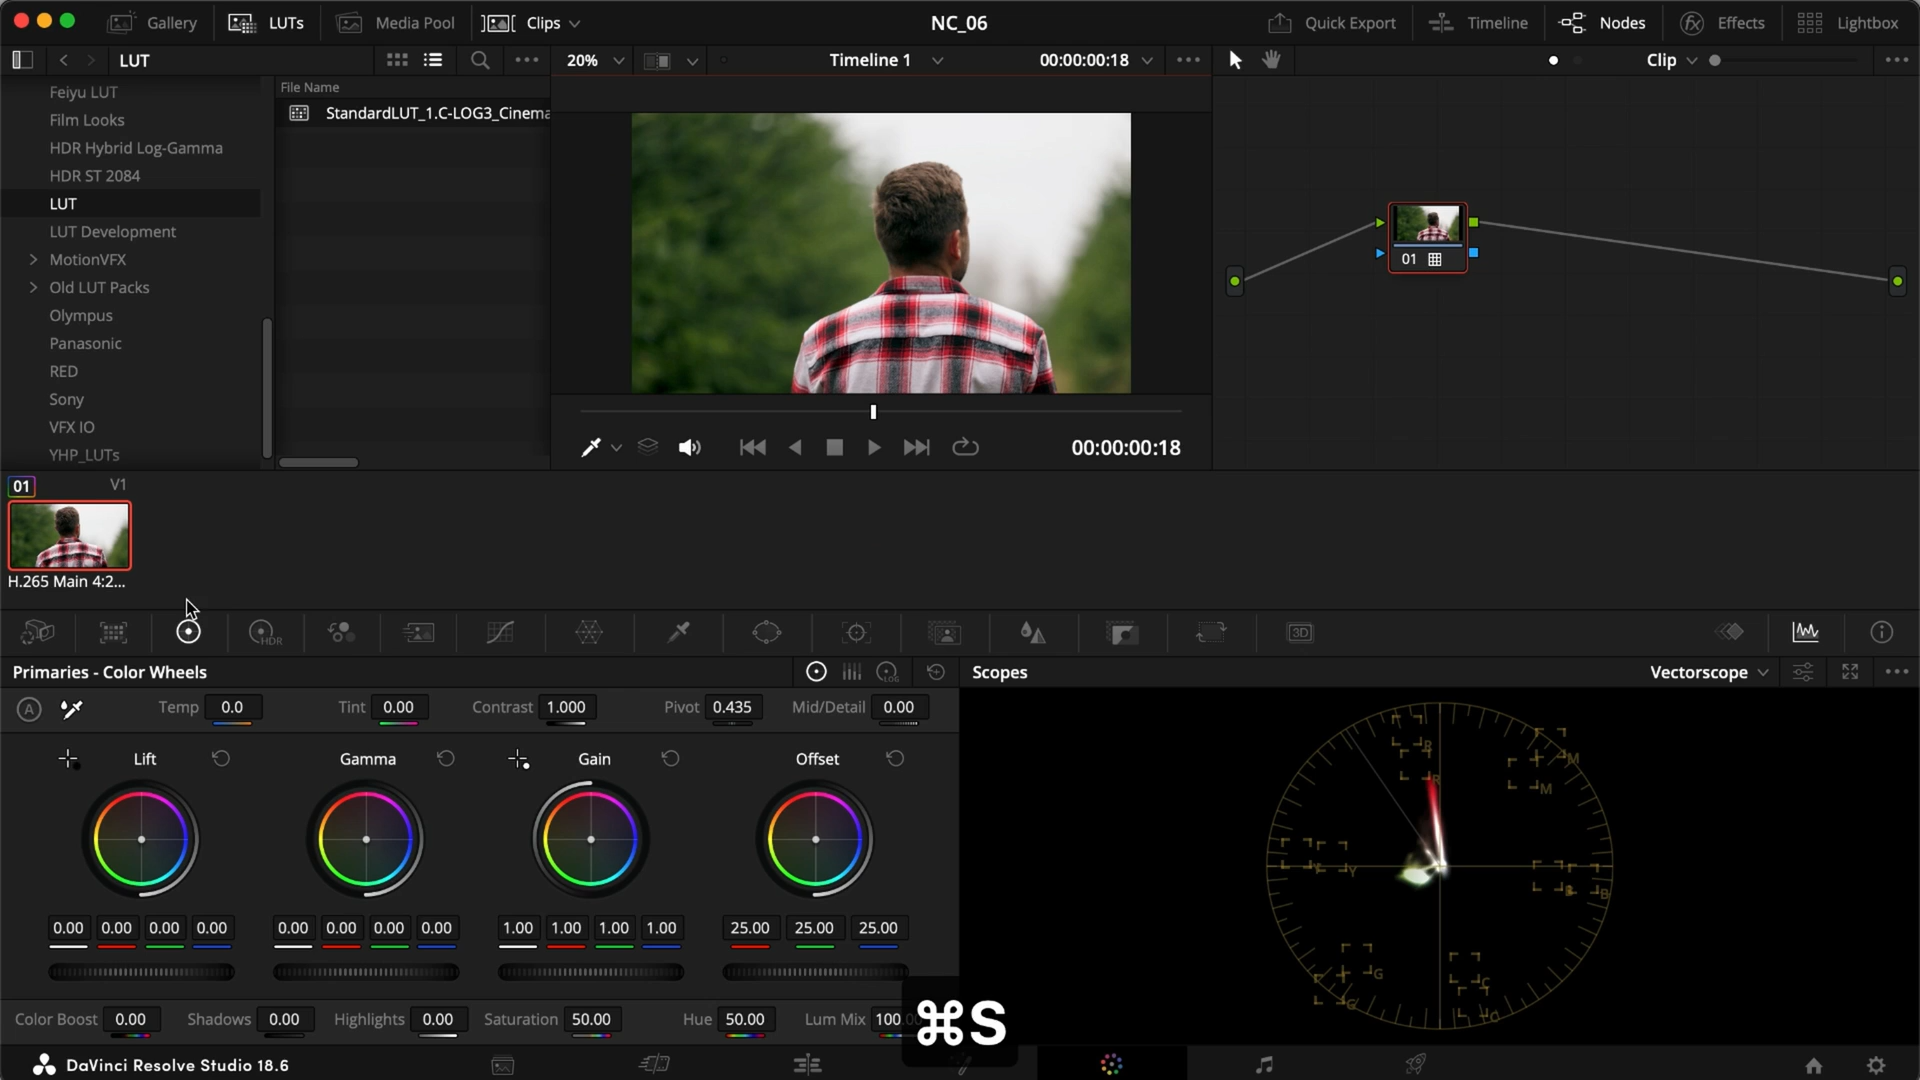 Gallery LUTs Media Pool Clips NC_06 Quick Export Timeline Nodes Effects Lightbox
LUT 20% Timeline 1 00:00:00:18 Clip
Feiyu LUT
Film Looks
HDR Hybrid Log-Gamma
HDR ST 2084
LUT
LUT Development
MotionVFX
Old LUT Packs
Olympus
Panasonic
RED
Sony
VFX IO
YHP_LUTs
File Name
StandardLUT_1.C-LOG3_Cinema
00:00:00:18
01
01 V1
H.265 Main 4:2...
HDR
3D
Primaries - Color Wheels
LOG
Scopes Vectorscope
A Temp 0.0 Tint 0.00 Contrast 1.000 Pivot 0.435 Mid/Detail 0.00
Lift Gamma Gain Offset
0.00 0.00 0.00 0.00 0.00 0.00 0.00 0.00 1.00 1.00 1.00 1.00 25.00 25.00 25.00
Color Boost 0.00 Shadows 0.00 Highlights 0.00 Saturation 50.00 Hue 50.00 Lum Mix 100.
⌘S
R
R
M
M
Y
Y
B
B
G
G
C
C
DaVinci Resolve Studio 18.6